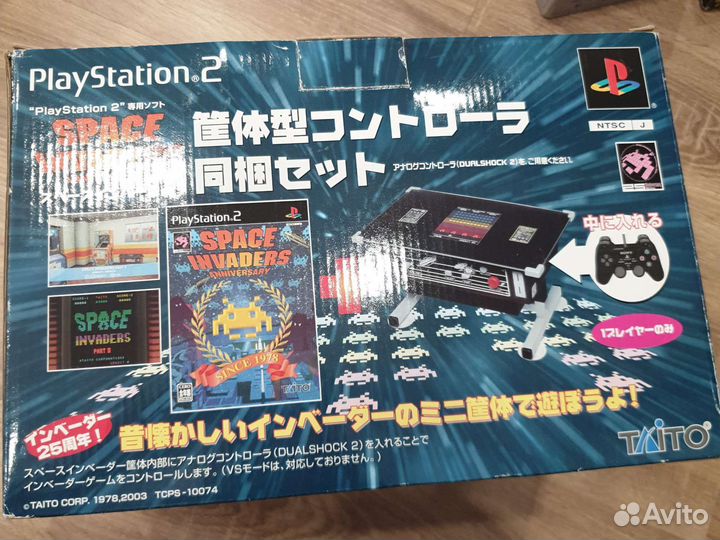 PlayStation®2
"PlayStation 2" 専用ソフト
SPACE
筐体型コントローラ
同梱セット
アナログコントローラ(DUALSHOCK 2)を、ご用意ください。
NTSC J
中に入れる
1プレイヤーのみ
PlayStation®2
SPACE
INVADERS
ANNIVERSARY
SINCE 1978
TAITO
SPACE
INVADERS
PART II
インベーダー
25周年!
昔懐かしいインベーダーのミニ筐体で遊ぼうよ!
スペースインベーダー筐体内部にアナログコントローラ(DUALSHOCK 2)を入れることで
インベーダーゲームをコントロールします。(VSモードは、対応しておりません。)
©TAITO CORP. 1978,2003 TCPS-10074
TAITO
Avito